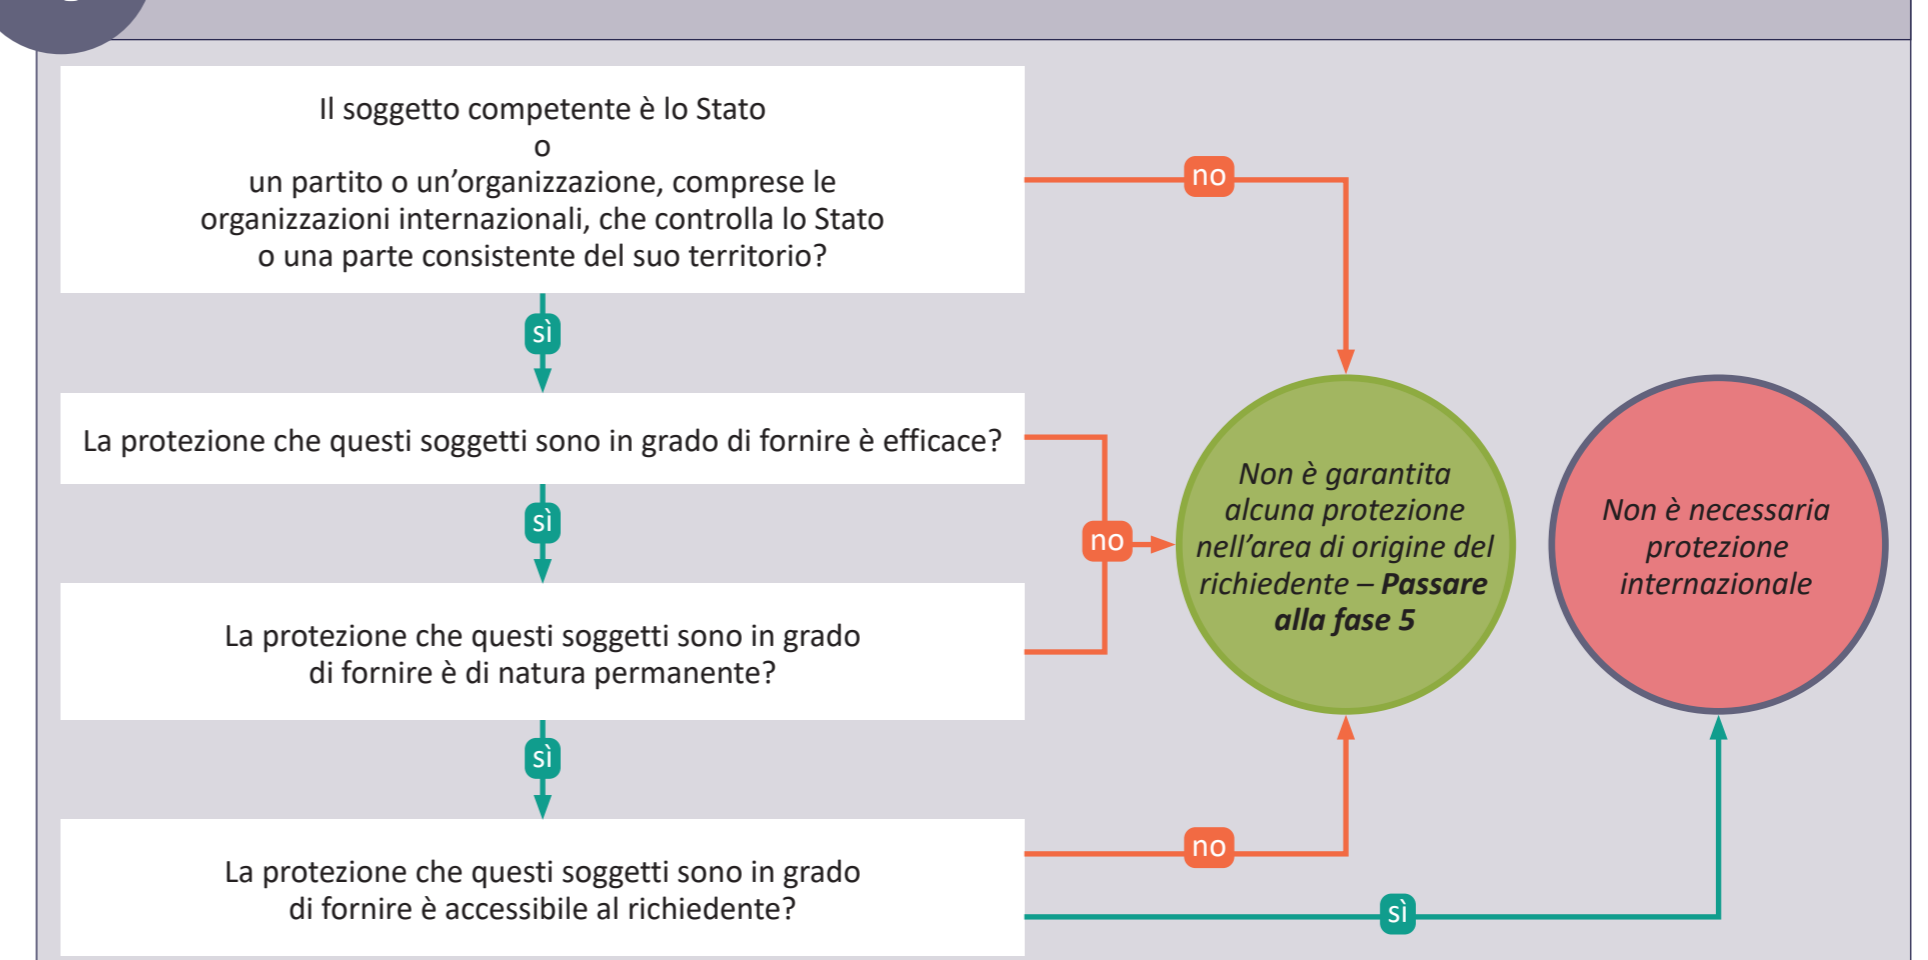 Il soggetto competente è lo Stato
o
un partito o un’organizzazione, comprese le
organizzazioni internazionali, che controlla lo Stato
o una parte consistente del suo territorio?
no
sì
La protezione che questi soggetti sono in grado di fornire è efficace?
sì
no
Non è garantita
alcuna protezione
nell’area di origine del
richiedente – Passare
alla fase 5
Non è necessaria
protezione
internazionale
La protezione che questi soggetti sono in grado
di fornire è di natura permanente?
sì
La protezione che questi soggetti sono in grado
di fornire è accessibile al richiedente?
no
sì